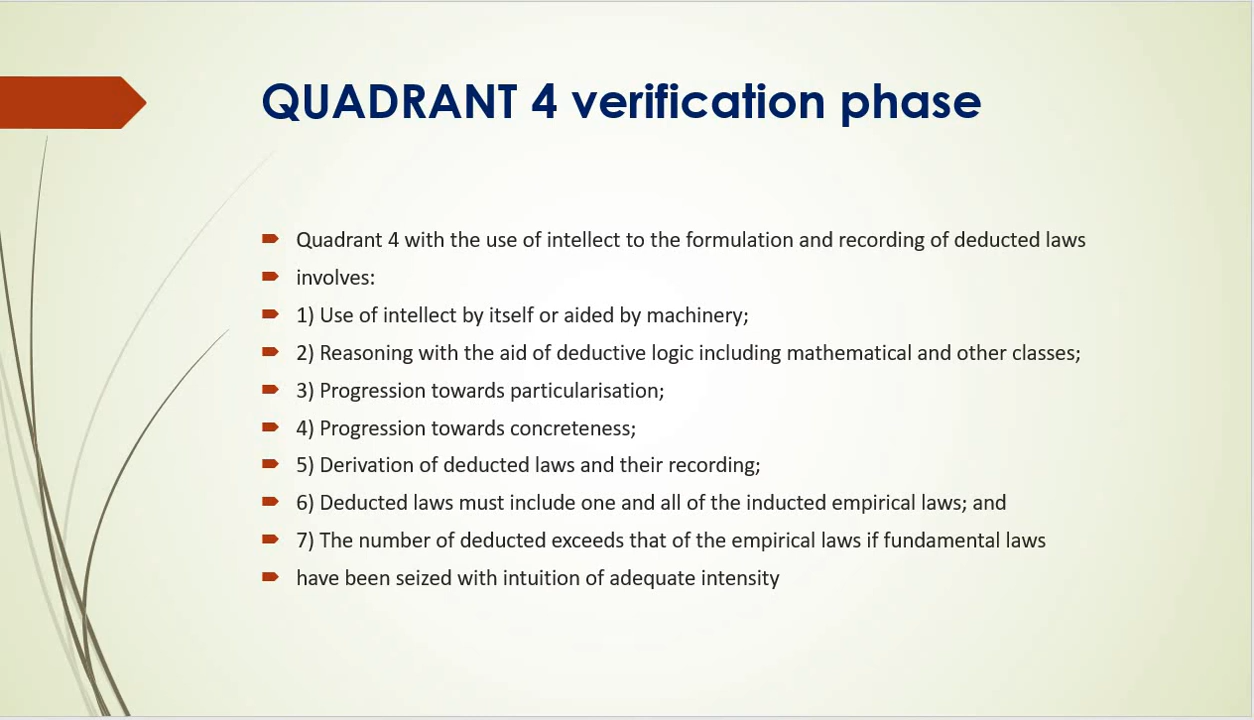 QUADRANT 4 verification phase
Quadrant 4 with the use of intellect to the formulation and recording of deducted laws
involves:
1) Use of intellect by itself or aided by machinery;
2) Reasoning with the aid of deductive logic including mathematical and other classes;
3) Progression towards particularisation;
4) Progression towards concreteness;
5) Derivation of deducted laws and their recording;
6) Deducted laws must include one and all of the inducted empirical laws; and
7) The number of deducted exceeds that of the empirical laws if fundamental laws
have been seized with intuition of adequate intensity